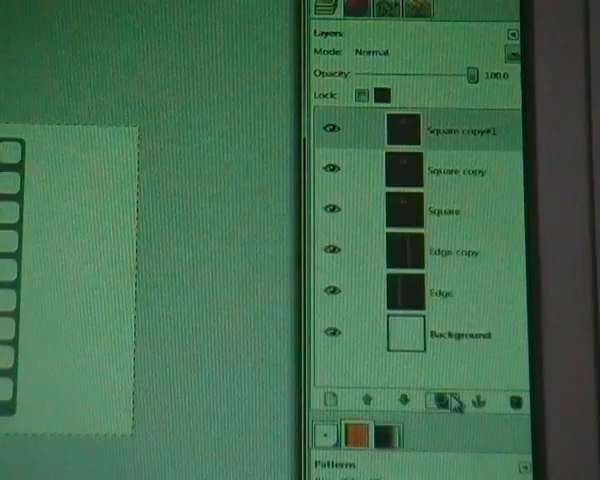 Layers
Mode: Normal
Opacity: 100.0
Lock:
Square copy#1
Square copy
Square
Edge copy
Edge
Background
Patterns